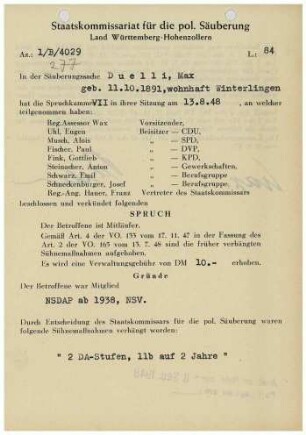 Staatskommissariat für die pol. Säuberung
Land Württemberg-Hohenzollern
Az.: 1/B/4029 L.: 84
277
In der Säuberungssache D u e l l i , Max
geb. 11.10.1891, wohnhaft Winterlingen
hat die Spruchkammer VII in ihrer Sitzung am 13.8.48 , an welcher
teilgenommen haben:
Reg.Assessor Wax Vorsitzender,
Uhl, Eugen Beisitzer — CDU,
Musch, Alois „ — SPD,
Fischer, Paul „ — DVP,
Fink, Gottlieb „ — KPD,
Steinacher, Anton „ — Gewerkschaften,
Schwarz, Emil „ — Berufsgruppe
Schneckenburger, Josef „ — Berufsgruppe
Reg.-Ang. Hauer, Franz Vertreter des Staatskommissars
beschlossen und verkündet folgenden
SPRUCH
Der Betroffene ist Mitläufer.
Gemäß Art. 4 der VO. 133 vom 17. 11. 47 in der Fassung des
Art. 2 der VO. 165 vom 13. 7. 48 sind die früher verhängten
Sühnemaßnahmen aufgehoben.
Es wird eine Verwaltungsgebühr von DM 10.- erhoben.
Gründe
Der Betroffene war Mitglied
NSDAP ab 1938, NSV.
Durch Entscheidung des Staatskommissars für die pol. Säuberung waren
folgende Sühnemaßnahmen verhängt worden:
" 2 DA-Stufen, 11b auf 2 Jahre "